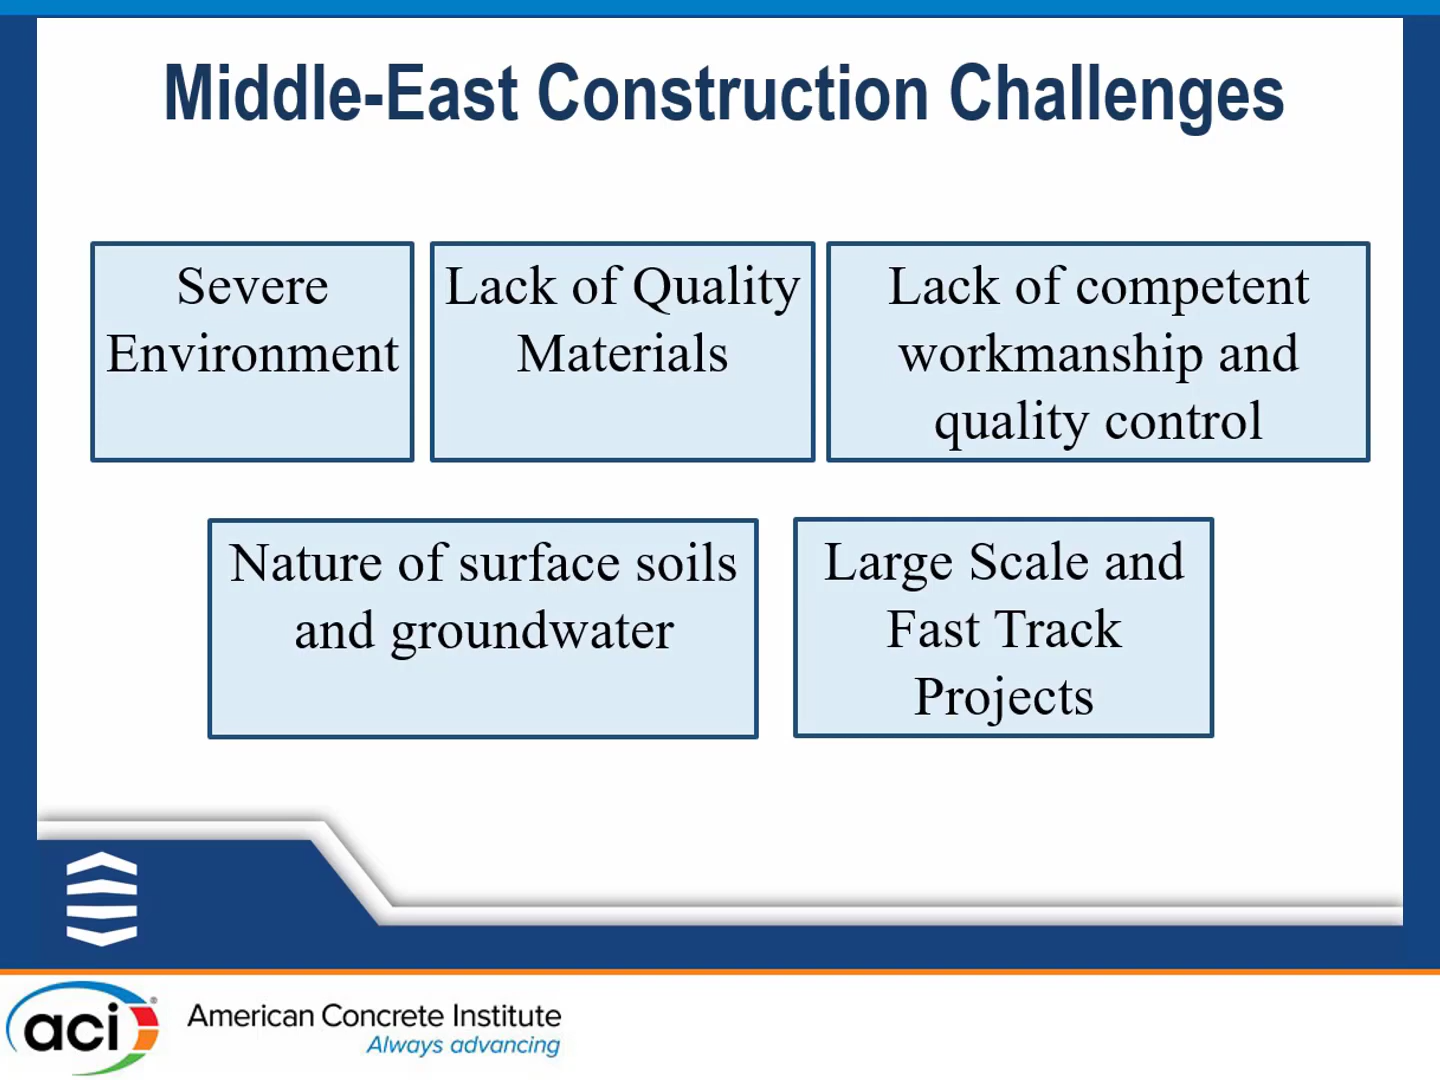 Middle-East Construction Challenges
Severe
Environment
Lack of Quality
Materials
Lack of competent
workmanship and
quality control
Nature of surface soils
and groundwater
Large Scale and
Fast Track
Projects
aci®
American Concrete Institute
Always advancing